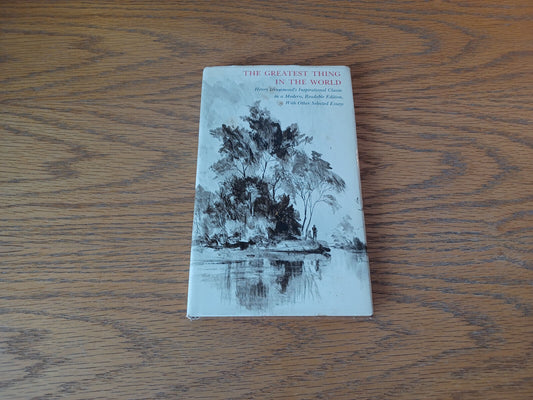 THE GREATEST THING
IN THE WORLD
Henry Drummond's Inspirational Classic
in a Modern, Readable Edition,
With Other Selected Essays